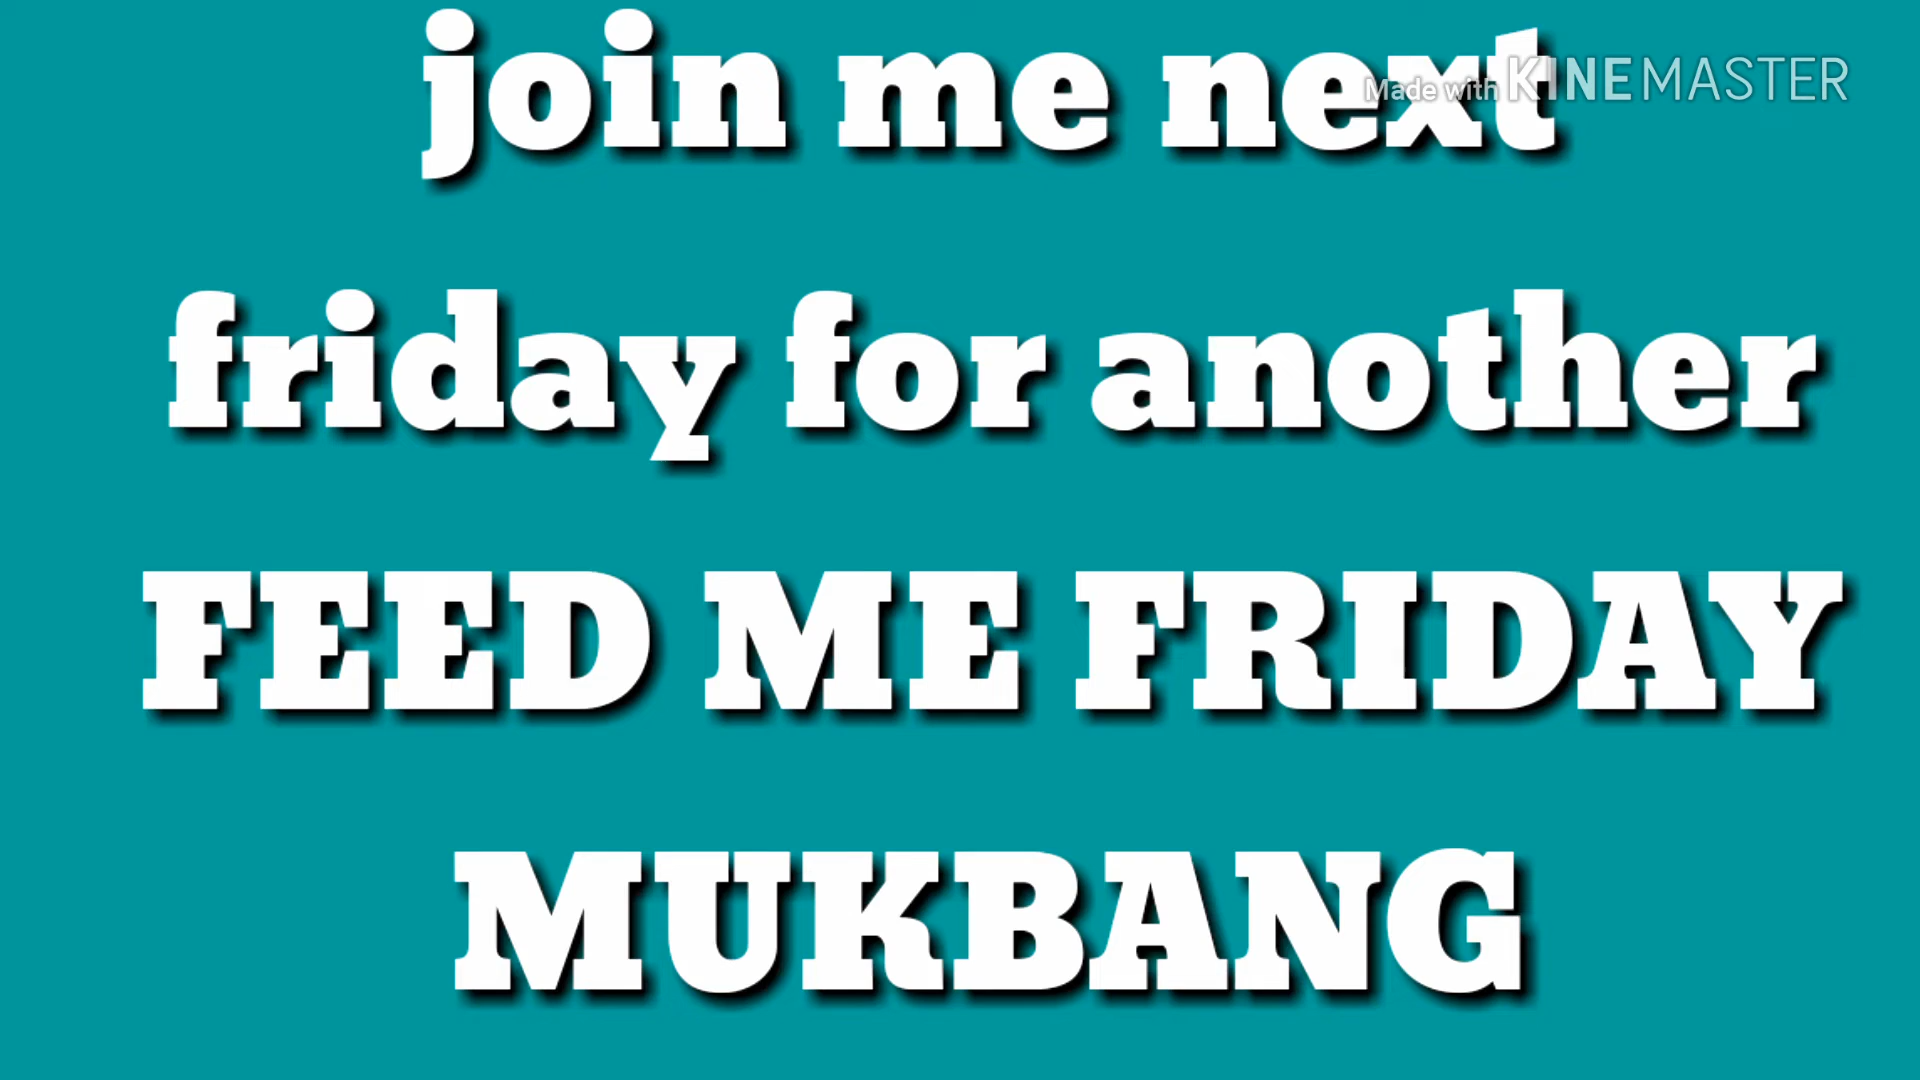 join me next
Made with KINEMASTER
friday for another
FEED ME FRIDAY
MUKBANG